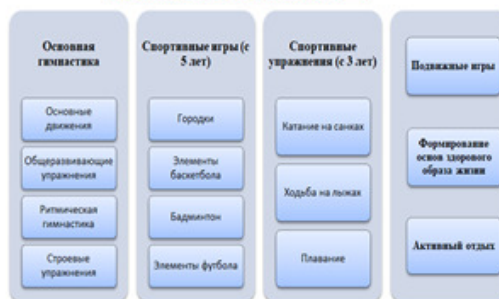 Основная
гимнастика
Основные
движения
Общеразвивающие
упражнения
Ритмическая
гимнастика
Строевые
упражнения
Спортивные игры (с
5 лет)
Городки
Элементы
баскетбола
Бадминтон
Элементы футбола
Спортивные
упражнения (с 3 лет)
Катание на санках
Ходьба на лыжах
Плавание
Подвижные игры
Формирование
основ здорового
образа жизни
Активный отдых